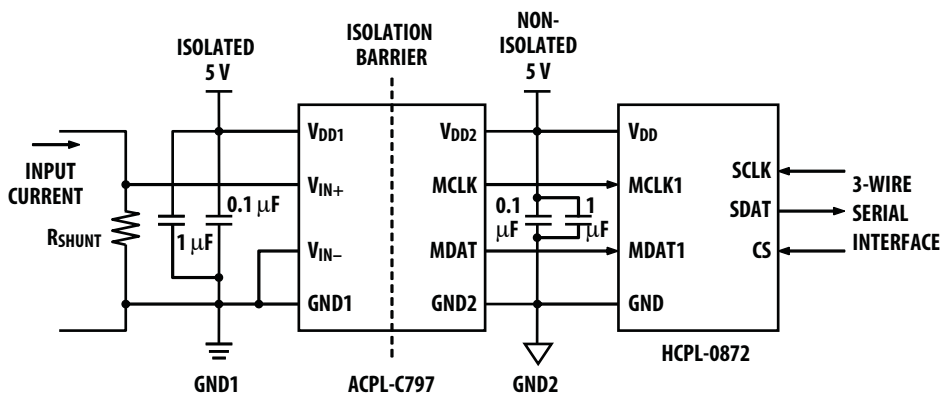 ISOLATED
5 V
ISOLATION
BARRIER
NON-
ISOLATED
5 V
INPUT
CURRENT
RSHUNT
1 μF
0.1 μF
VDD1
VIN+
VIN–
GND1
VDD2
MCLK
MDAT
GND2
0.1
μF
1
μF
VDD
MCLK1
MDAT1
GND
SCLK
SDAT
CS
3-WIRE
SERIAL
INTERFACE
GND1
ACPL-C797
GND2
HCPL-0872